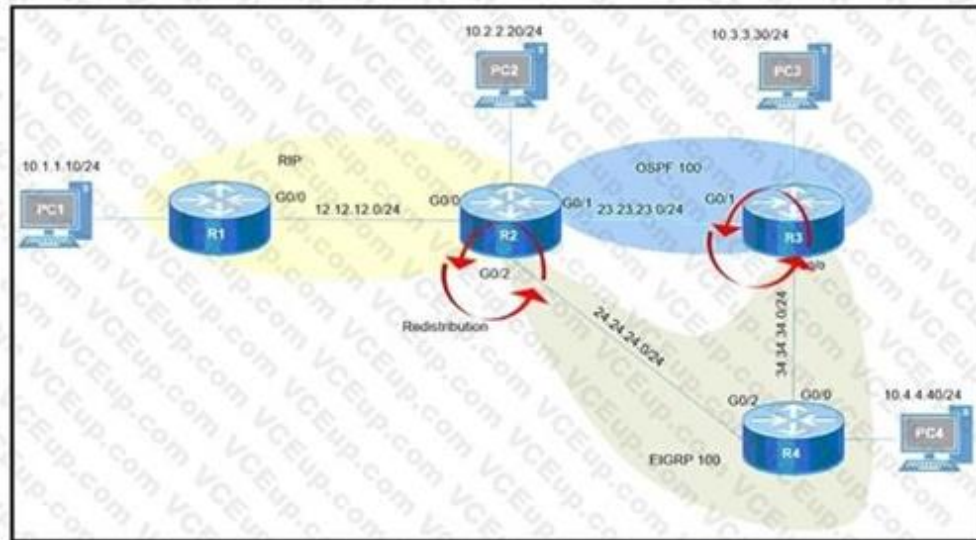 10.2.2.20/24
10.3.3.30/24
PC2
PC3
RIP
OSPF 100
10.1.1.10/24
G0/0
12.12.12.0/24
G0/0
G0/1
23.23.23.0/24
G0/1
PC1
R1
R2
R3
G0/2
Redistribution
24.24.24.0/24
34.34.34.0/24
G0/2
G0/0
10.4.4.40/24
PC4
R4
EIGRP 100
VCEup.com